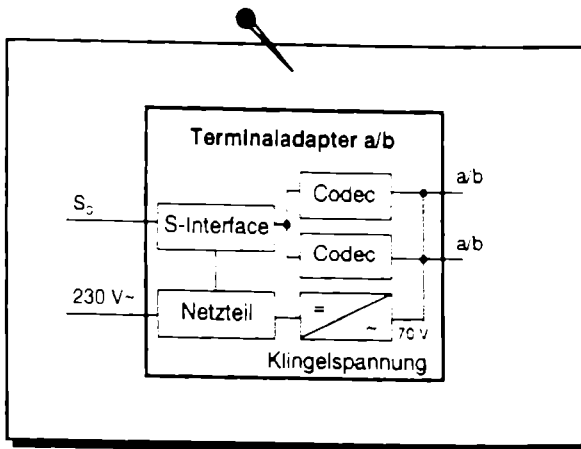 Terminaladapter a/b
Codec
a/b
S₀
S-Interface
Codec
a/b
230 V~
Netzteil
=
~
70 V
Klingelspannung